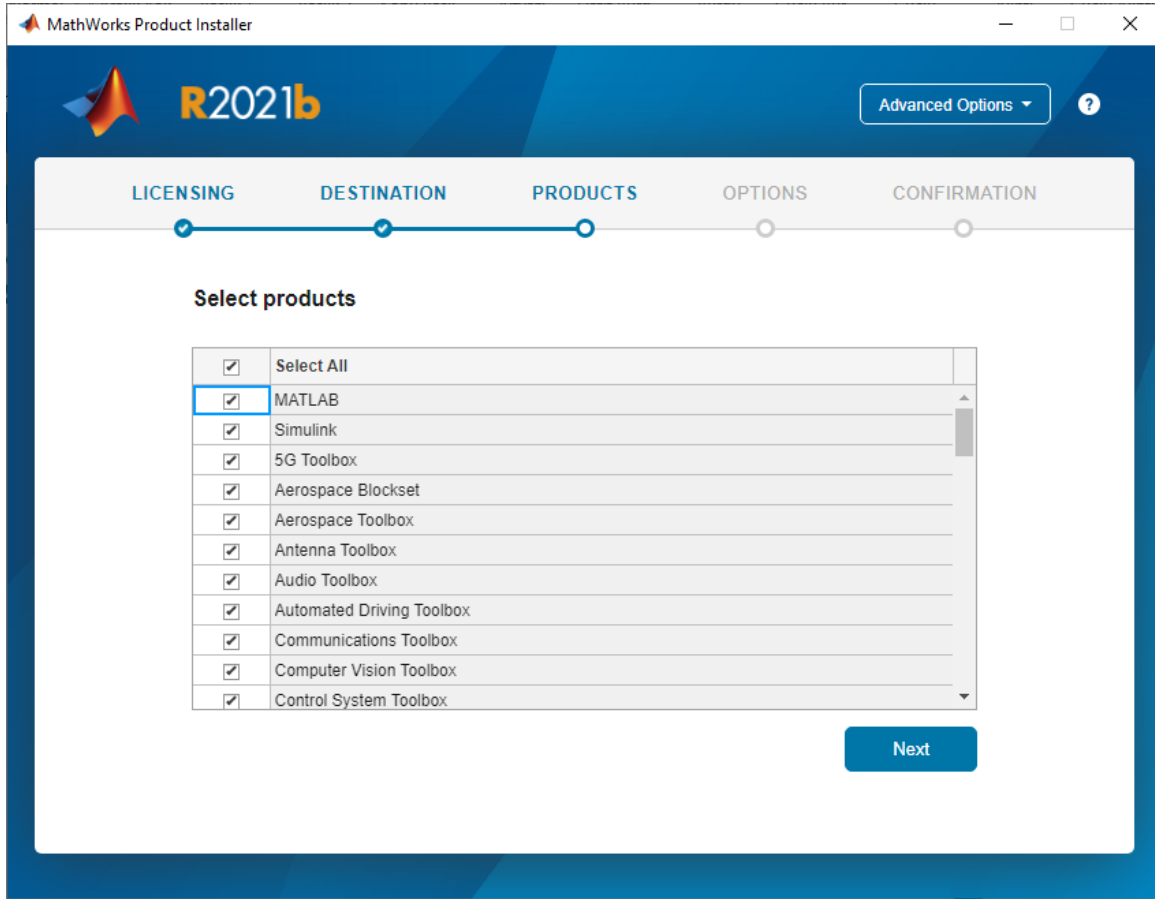 MathWorks Product Installer
R2021b
Advanced Options
?
LICENSING DESTINATION PRODUCTS OPTIONS CONFIRMATION
Select products
Select All
MATLAB
Simulink
5G Toolbox
Aerospace Blockset
Aerospace Toolbox
Antenna Toolbox
Audio Toolbox
Automated Driving Toolbox
Communications Toolbox
Computer Vision Toolbox
Control System Toolbox
Next